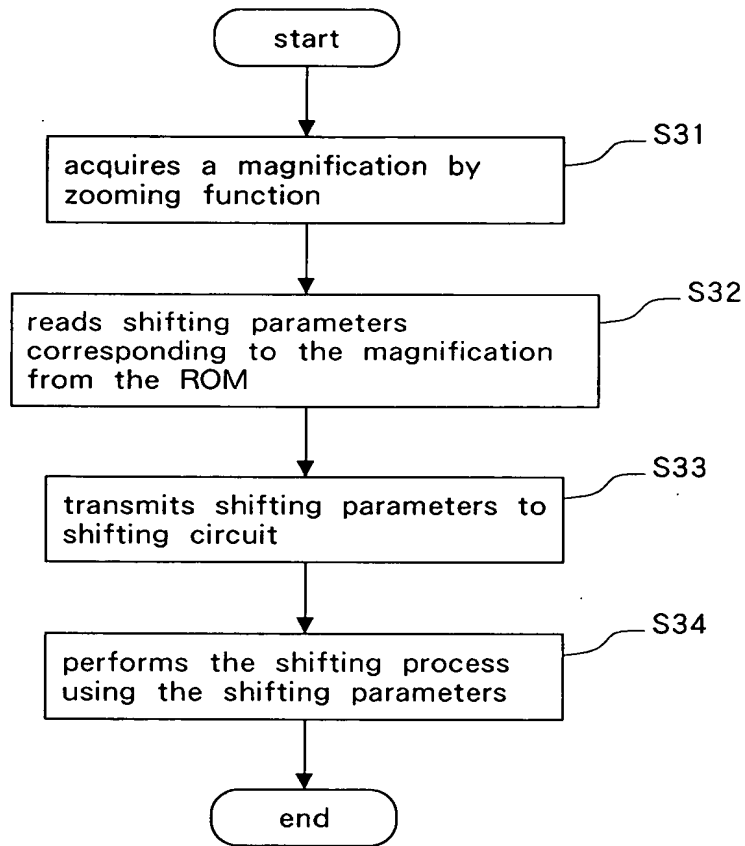 start
S31
acquires a magnification by
zooming function
S32
reads shifting parameters
corresponding to the magnification
from the ROM
S33
transmits shifting parameters to
shifting circuit
S34
performs the shifting process
using the shifting parameters
end